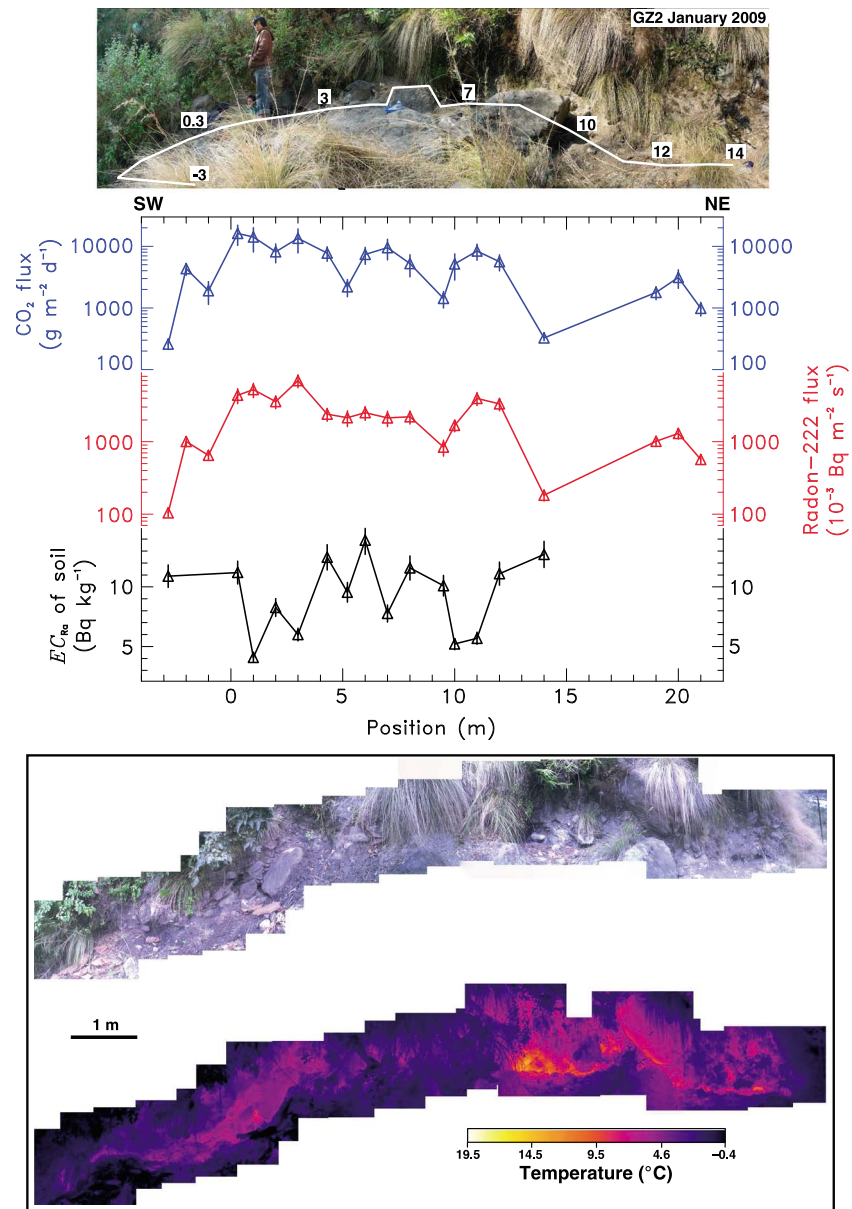 GZ2 January 2009
0.3
3
7
10
12
14
-3
SW
NE
CO₂ flux
(g m⁻² d⁻¹)
10000
1000
100
10000
1000
100
Radon−222 flux
(10⁻³ Bq m⁻² s⁻¹)
1000
100
1000
100
EC_Ra of soil
(Bq kg⁻¹)
10
5
10
5
0
5
10
15
20
Position (m)
1 m
19.5
14.5
9.5
4.6
−0.4
Temperature (°C)